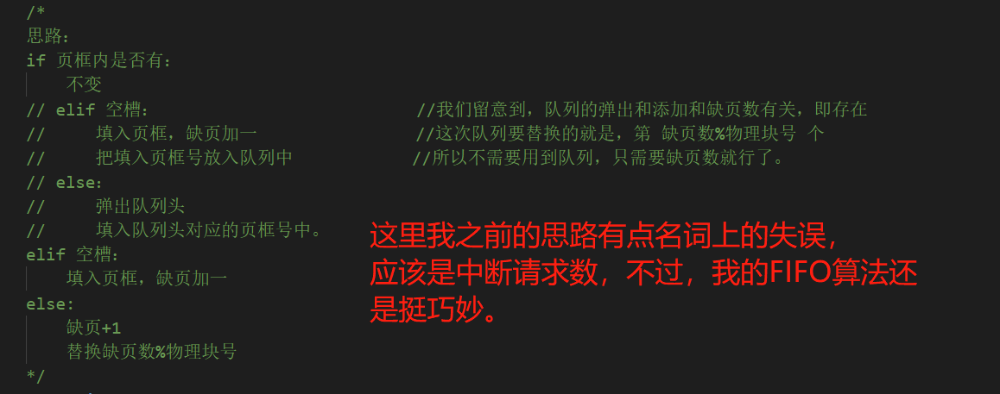 /*
思路：
if 页框内是否有：
不变
// elif 空槽： //我们留意到，队列的弹出和添加和缺页数有关，即存在
// 填入页框，缺页加一 //这次队列要替换的就是，第 缺页数%物理块号 个
// 把填入页框号放入队列中 //所以不需要用到队列，只需要缺页数就行了。
// else：
// 弹出队列头
// 填入队列头对应的页框号中。
elif 空槽：
填入页框，缺页加一
else：
缺页+1
替换缺页数%物理块号
*/
这里我之前的思路有点名词上的失误，
应该是中断请求数，不过，我的FIFO算法还
是挺巧妙。